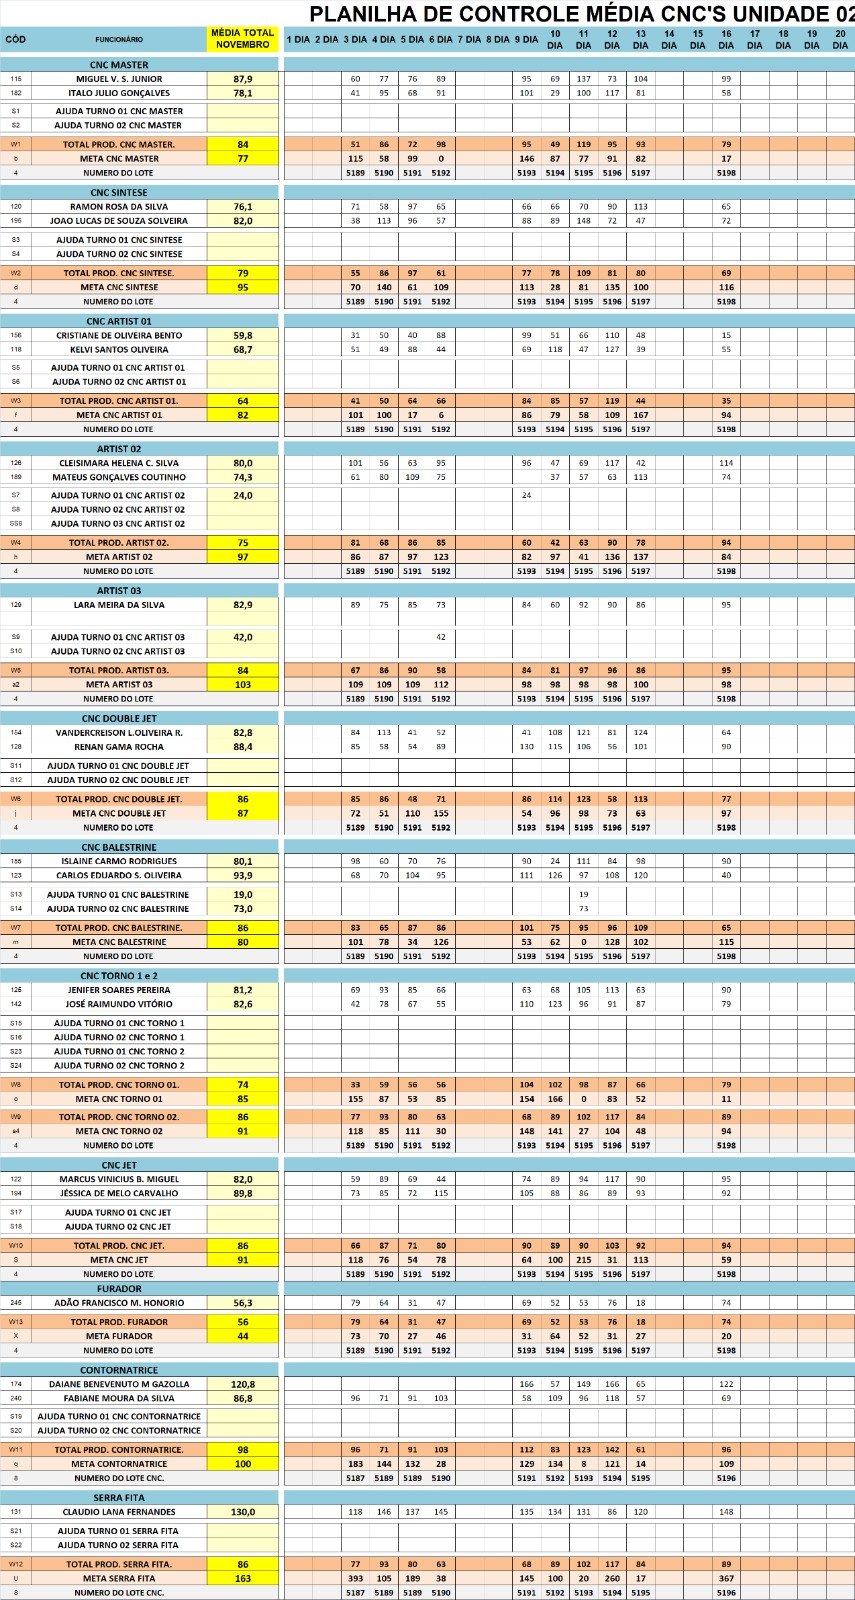 PLANILHA DE CONTROLE MÉDIA CNC'S UNIDADE 02
CÓD FUNCIONÁRIO MÉDIA TOTAL NOVEMBRO 1 DIA 2 DIA 3 DIA 4 DIA 5 DIA 6 DIA 7 DIA 8 DIA 9 DIA 10 DIA 11 DIA 12 DIA 13 DIA 14 DIA 15 DIA 16 DIA 17 DIA 18 DIA 19 DIA 20 DIA
CNC MASTER
115 MIGUEL V. S. JUNIOR 87,9 60 77 76 89 95 69 137 73 104 99
182 ITALO JULIO GONÇALVES 78,1 41 95 68 91 101 29 100 117 81 58
S1 AJUDA TURNO 01 CNC MASTER
S2 AJUDA TURNO 02 CNC MASTER
W1 TOTAL PROD. CNC MASTER. 84 51 86 72 98 95 49 119 95 93 79
b META CNC MASTER 77 115 58 99 0 146 87 77 91 82 17
4 NUMERO DO LOTE 5189 5190 5191 5192 5193 5194 5195 5196 5197 5198
CNC SINTESE
120 RAMON ROSA DA SILVA 76,1 71 58 97 65 66 66 70 90 113 65
195 JOAO LUCAS DE SOUZA SOLVEIRA 82,0 38 113 96 57 88 89 148 72 47 72
S3 AJUDA TURNO 01 CNC SINTESE
S4 AJUDA TURNO 02 CNC SINTESE
W2 TOTAL PROD. CNC SINTESE. 79 55 86 97 61 77 78 109 81 80 69
d META CNC SINTESE 95 70 140 61 109 113 28 81 135 100 116
4 NUMERO DO LOTE 5189 5190 5191 5192 5193 5194 5195 5196 5197 5198
CNC ARTIST 01
156 CRISTIANE DE OLIVEIRA BENTO 59,8 31 50 40 88 99 51 66 110 48 15
118 KELVI SANTOS OLIVEIRA 68,7 51 49 88 44 69 118 47 127 39 55
S5 AJUDA TURNO 01 CNC ARTIST 01
S6 AJUDA TURNO 02 CNC ARTIST 01
W3 TOTAL PROD. CNC ARTIST 01. 64 41 50 64 66 84 85 57 119 44 35
f META CNC ARTIST 01 82 101 100 17 6 86 79 58 109 167 94
4 NUMERO DO LOTE 5189 5190 5191 5192 5193 5194 5195 5196 5197 5198
ARTIST 02
126 CLEISIMARA HELENA C. SILVA 80,0 101 56 63 95 96 47 69 117 42 114
189 MATEUS GONÇALVES COUTINHO 74,3 61 80 109 75 37 57 63 113 74
S7 AJUDA TURNO 01 CNC ARTIST 02 24,0 24
S8 AJUDA TURNO 02 CNC ARTIST 02
SS8 AJUDA TURNO 03 CNC ARTIST 02
W4 TOTAL PROD. ARTIST 02. 75 81 68 86 85 60 42 63 90 78 94
h META ARTIST 02 97 86 87 97 123 82 97 41 136 137 84
4 NUMERO DO LOTE 5189 5190 5191 5192 5193 5194 5195 5196 5197 5198
ARTIST 03
129 LARA MEIRA DA SILVA 82,9 89 75 85 73 84 60 92 90 86 95
S9 AJUDA TURNO 01 CNC ARTIST 03 42,0 42
S10 AJUDA TURNO 02 CNC ARTIST 03
W5 TOTAL PROD. ARTIST 03. 84 67 86 90 58 84 81 97 96 86 95
a2 META ARTIST 03 103 109 109 109 112 98 98 98 98 100 98
4 NUMERO DO LOTE 5189 5190 5191 5192 5193 5194 5195 5196 5197 5198
CNC DOUBLE JET
154 VANDERCREISON L.OLIVEIRA R. 82,8 84 113 41 52 41 108 121 81 124 64
128 RENAN GAMA ROCHA 88,4 85 58 54 89 130 115 106 56 101 90
S11 AJUDA TURNO 01 CNC DOUBLE JET
S12 AJUDA TURNO 02 CNC DOUBLE JET
W6 TOTAL PROD. CNC DOUBLE JET. 86 85 86 48 71 86 114 123 58 113 77
j META CNC DOUBLE JET 87 72 51 110 155 54 96 98 73 63 97
4 NUMERO DO LOTE 5189 5190 5191 5192 5193 5194 5195 5196 5197 5198
CNC BALESTRINE
155 ISLAINE CARMO RODRIGUES 80,1 98 60 70 76 90 24 111 84 98 90
123 CARLOS EDUARDO S. OLIVEIRA 93,9 68 70 104 95 111 126 97 108 120 40
S13 AJUDA TURNO 01 CNC BALESTRINE 19,0 19
S14 AJUDA TURNO 02 CNC BALESTRINE 73,0 73
W7 TOTAL PROD. CNC BALESTRINE. 86 83 65 87 86 101 75 95 96 109 65
m META CNC BALESTRINE 80 101 78 34 126 53 62 0 128 102 115
4 NUMERO DO LOTE 5189 5190 5191 5192 5193 5194 5195 5196 5197 5198
CNC TORNO 1 e 2
125 JENIFER SOARES PEREIRA 81,2 69 93 85 66 63 68 105 113 63 90
142 JOSÉ RAIMUNDO VITÓRIO 82,6 42 78 67 55 110 123 96 91 87 79
S15 AJUDA TURNO 01 CNC TORNO 1
S16 AJUDA TURNO 02 CNC TORNO 1
S23 AJUDA TURNO 01 CNC TORNO 2
S24 AJUDA TURNO 02 CNC TORNO 2
W8 TOTAL PROD. CNC TORNO 01. 74 33 59 56 56 104 102 98 87 66 79
o META CNC TORNO 01 85 155 87 53 85 154 166 0 83 52 11
W9 TOTAL PROD. CNC TORNO 02. 86 77 93 80 63 68 89 102 117 84 89
a4 META CNC TORNO 02 91 118 85 111 30 148 141 27 104 48 94
4 NUMERO DO LOTE 5189 5190 5191 5192 5193 5194 5195 5196 5197 5198
CNC JET
122 MARCUS VINICIUS B. MIGUEL 82,0 59 89 69 44 74 89 94 117 90 95
194 JÉSSICA DE MELO CARVALHO 89,8 73 85 72 115 105 88 86 89 93 92
S17 AJUDA TURNO 01 CNC JET
S18 AJUDA TURNO 02 CNC JET
W10 TOTAL PROD. CNC JET. 86 66 87 71 80 90 89 90 103 92 94
S META CNC JET 91 118 76 54 78 64 100 215 31 113 59
4 NUMERO DO LOTE 5189 5190 5191 5192 5193 5194 5195 5196 5197 5198
FURADOR
245 ADÃO FRANCISCO M. HONORIO 56,3 79 64 31 47 69 52 53 76 18 74
W13 TOTAL PROD. FURADOR 56 79 64 31 47 69 52 53 76 18 74
X META FURADOR 44 73 70 27 46 31 64 52 31 27 20
4 NUMERO DO LOTE 5189 5190 5191 5192 5193 5194 5195 5196 5197 5198
CONTORNATRICE
174 DAIANE BENEVENUTO M GAZOLLA 120,8 166 57 149 166 65 122
240 FABIANE MOURA DA SILVA 86,8 96 71 91 103 58 109 96 118 57 69
S19 AJUDA TURNO 01 CNC CONTORNATRICE
S20 AJUDA TURNO 02 CNC CONTORNATRICE
W11 TOTAL PROD. CONTORNATRICE. 98 96 71 91 103 112 83 123 142 61 96
q META CONTORNATRICE 100 183 144 132 28 129 134 8 121 14 109
8 NUMERO DO LOTE CNC. 5187 5189 5189 5190 5191 5192 5193 5194 5195 5196
SERRA FITA
131 CLAUDIO LANA FERNANDES 130,0 118 146 137 145 135 134 131 86 120 148
S21 AJUDA TURNO 01 SERRA FITA
S22 AJUDA TURNO 02 SERRA FITA
W12 TOTAL PROD. SERRA FITA. 86 77 93 80 63 68 89 102 117 84 89
U META SERRA FITA 163 393 105 189 38 145 100 20 260 17 367
8 NUMERO DO LOTE CNC. 5187 5189 5189 5190 5191 5192 5193 5194 5195 5196